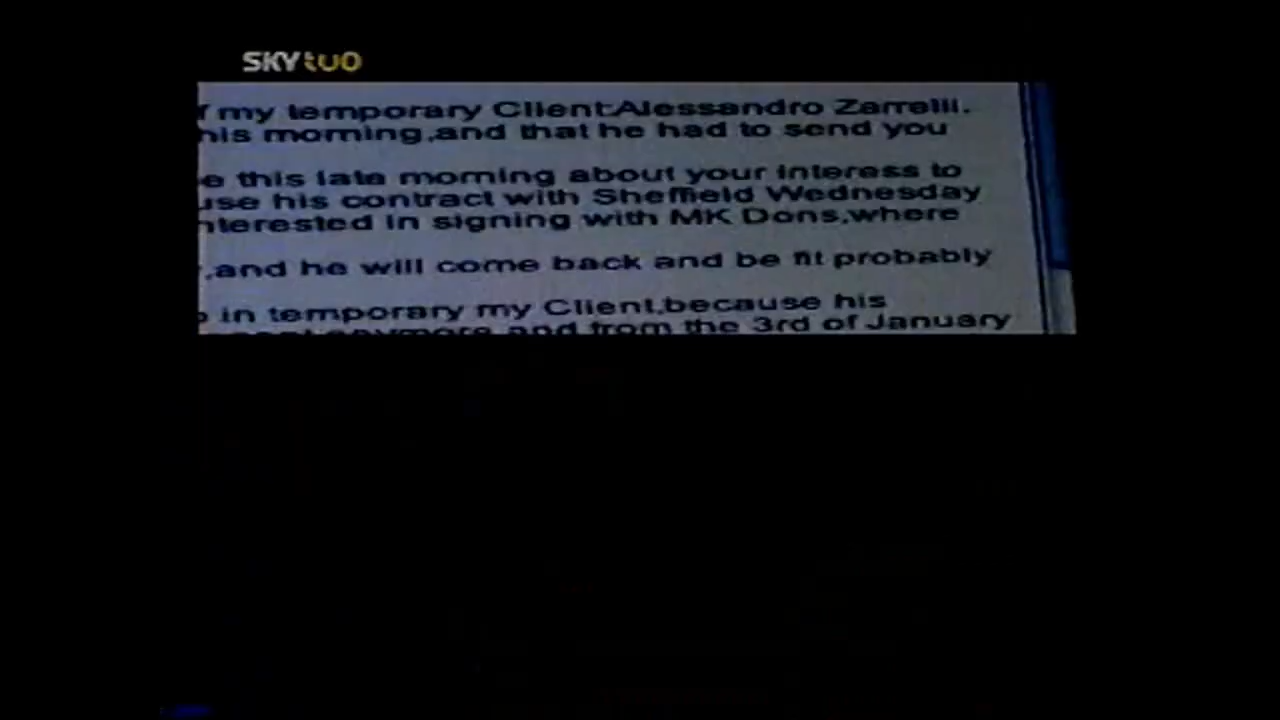 SKY two
f my temporary Client:Alessandro Zarrelli.
his morning,and that he had to send you
e this late morning about your interess to
use his contract with Sheffield Wednesday
nterested in signing with MK Dons,where
,and he will come back and be fit probably
in temporary my Client,because his
anymore and from the 3rd of January